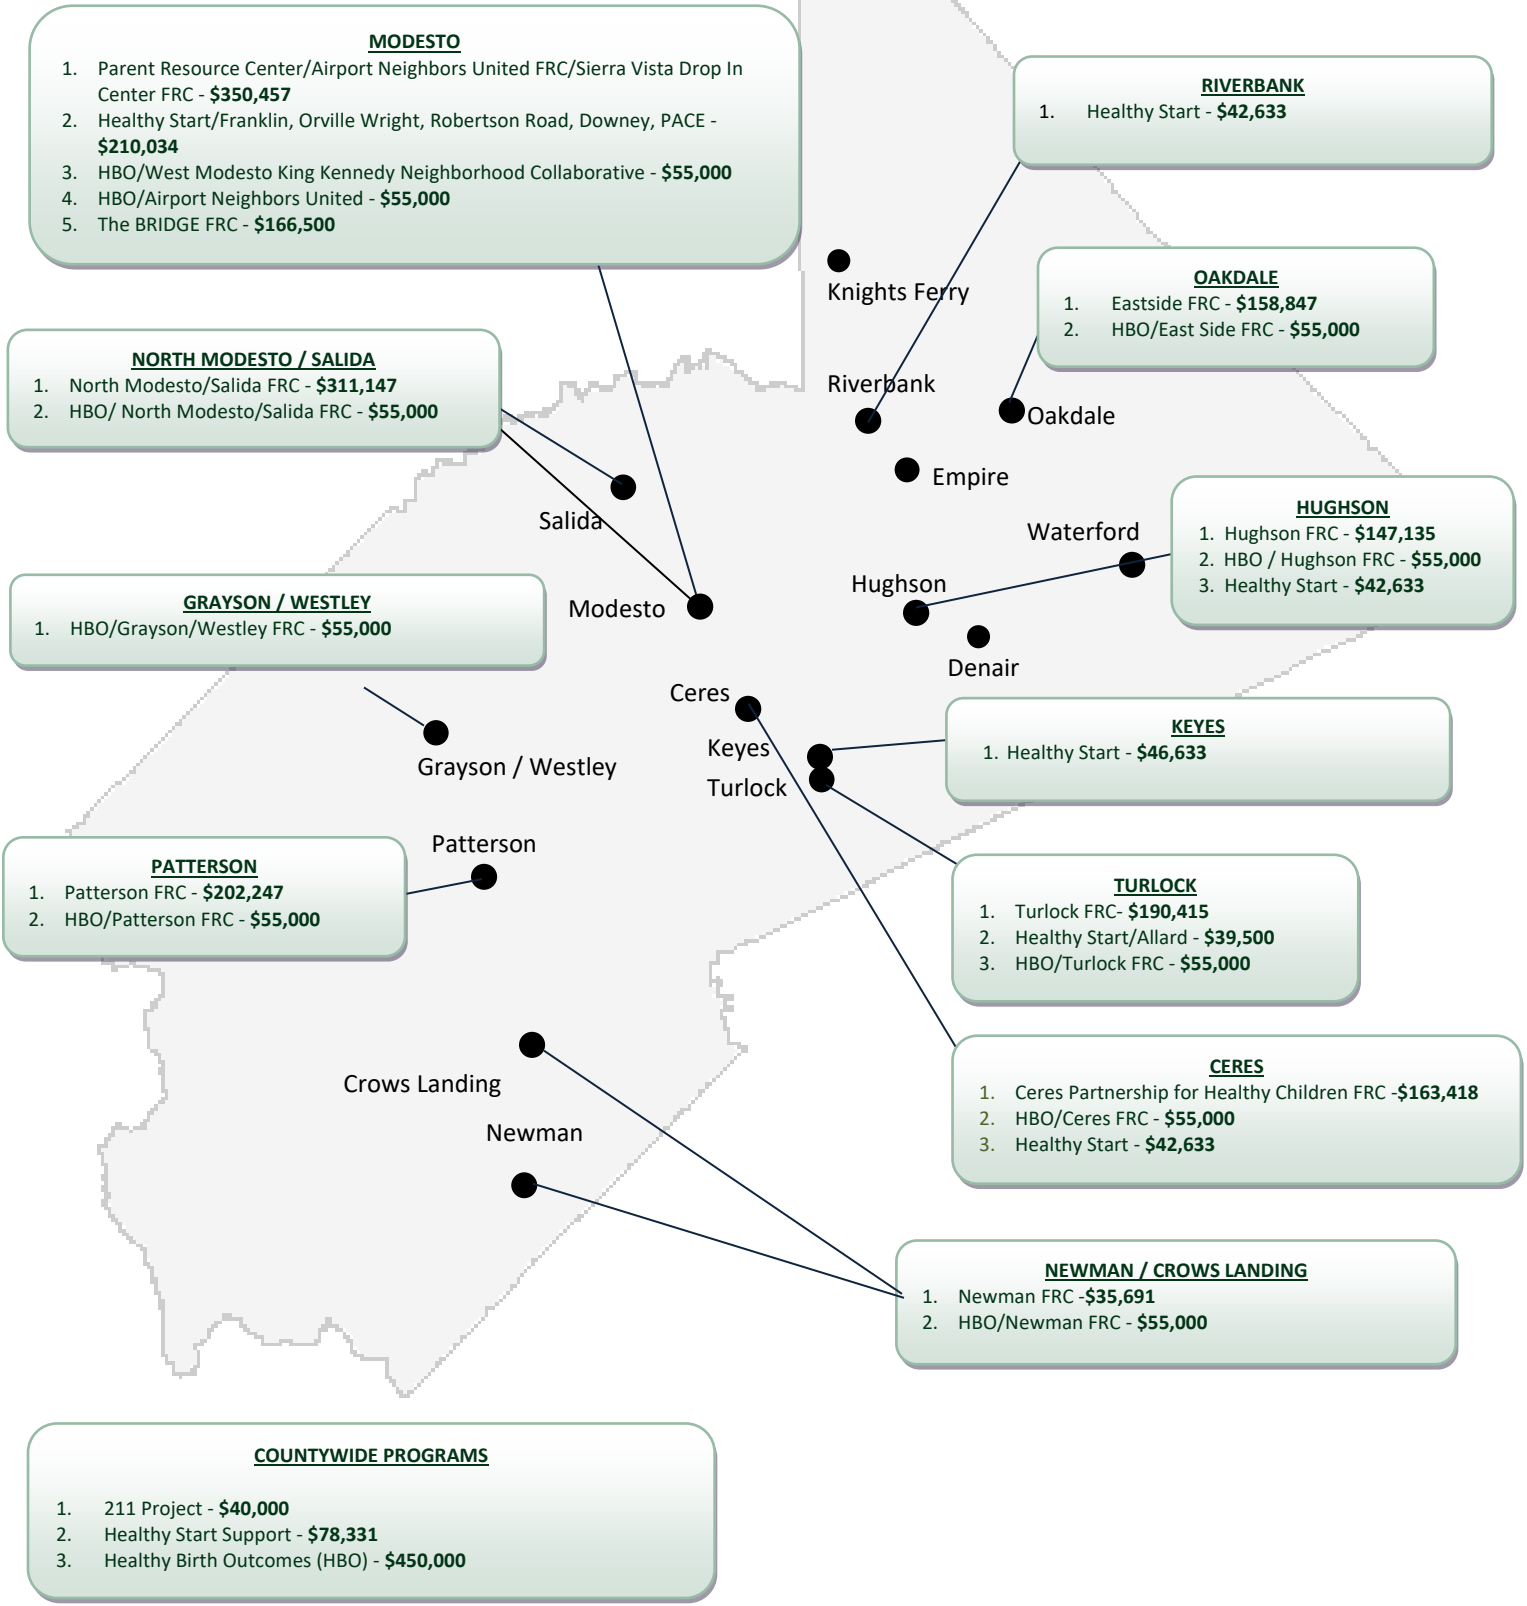 MODESTO
1. Parent Resource Center/Airport Neighbors United FRC/Sierra Vista Drop In
Center FRC - $350,457
2. Healthy Start/Franklin, Orville Wright, Robertson Road, Downey, PACE -
$210,034
3. HBO/West Modesto King Kennedy Neighborhood Collaborative - $55,000
4. HBO/Airport Neighbors United - $55,000
5. The BRIDGE FRC - $166,500
RIVERBANK
1. Healthy Start - $42,633
Knights Ferry
OAKDALE
1. Eastside FRC - $158,847
2. HBO/East Side FRC - $55,000
NORTH MODESTO / SALIDA
1. North Modesto/Salida FRC - $311,147
2. HBO/ North Modesto/Salida FRC - $55,000
Riverbank
Oakdale
Empire
Salida
Waterford
HUGHSON
1. Hughson FRC - $147,135
2. HBO / Hughson FRC - $55,000
3. Healthy Start - $42,633
Hughson
Modesto
GRAYSON / WESTLEY
1. HBO/Grayson/Westley FRC - $55,000
Denair
Ceres
Keyes
Turlock
KEYES
1. Healthy Start - $46,633
Grayson / Westley
Patterson
PATTERSON
1. Patterson FRC - $202,247
2. HBO/Patterson FRC - $55,000
TURLOCK
1. Turlock FRC- $190,415
2. Healthy Start/Allard - $39,500
3. HBO/Turlock FRC - $55,000
Crows Landing
Newman
CERES
1. Ceres Partnership for Healthy Children FRC -$163,418
2. HBO/Ceres FRC - $55,000
3. Healthy Start - $42,633
NEWMAN / CROWS LANDING
1. Newman FRC -$35,691
2. HBO/Newman FRC - $55,000
COUNTYWIDE PROGRAMS
1. 211 Project - $40,000
2. Healthy Start Support - $78,331
3. Healthy Birth Outcomes (HBO) - $450,000